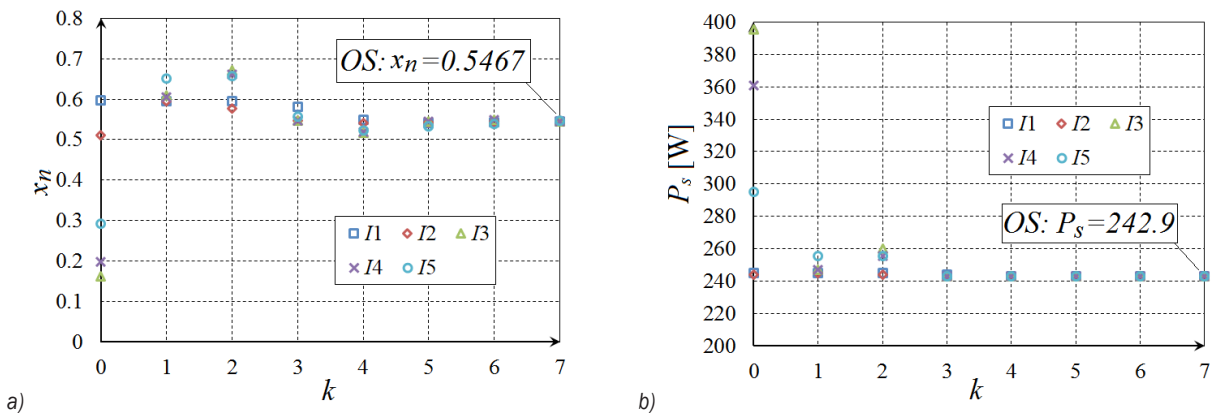 0.8
0.7
0.6
0.5
0.4
0.3
0.2
0.1
0
xn
OS: xn=0.5467
I1 I2 I3
I4 I5
0 1 2 3 4 5 6 7
k
a)
400
380
360
340
320
300
280
260
240
220
200
Ps [W]
I1 I2 I3
I4 I5
OS: Ps=242.9
0 1 2 3 4 5 6 7
k
b)